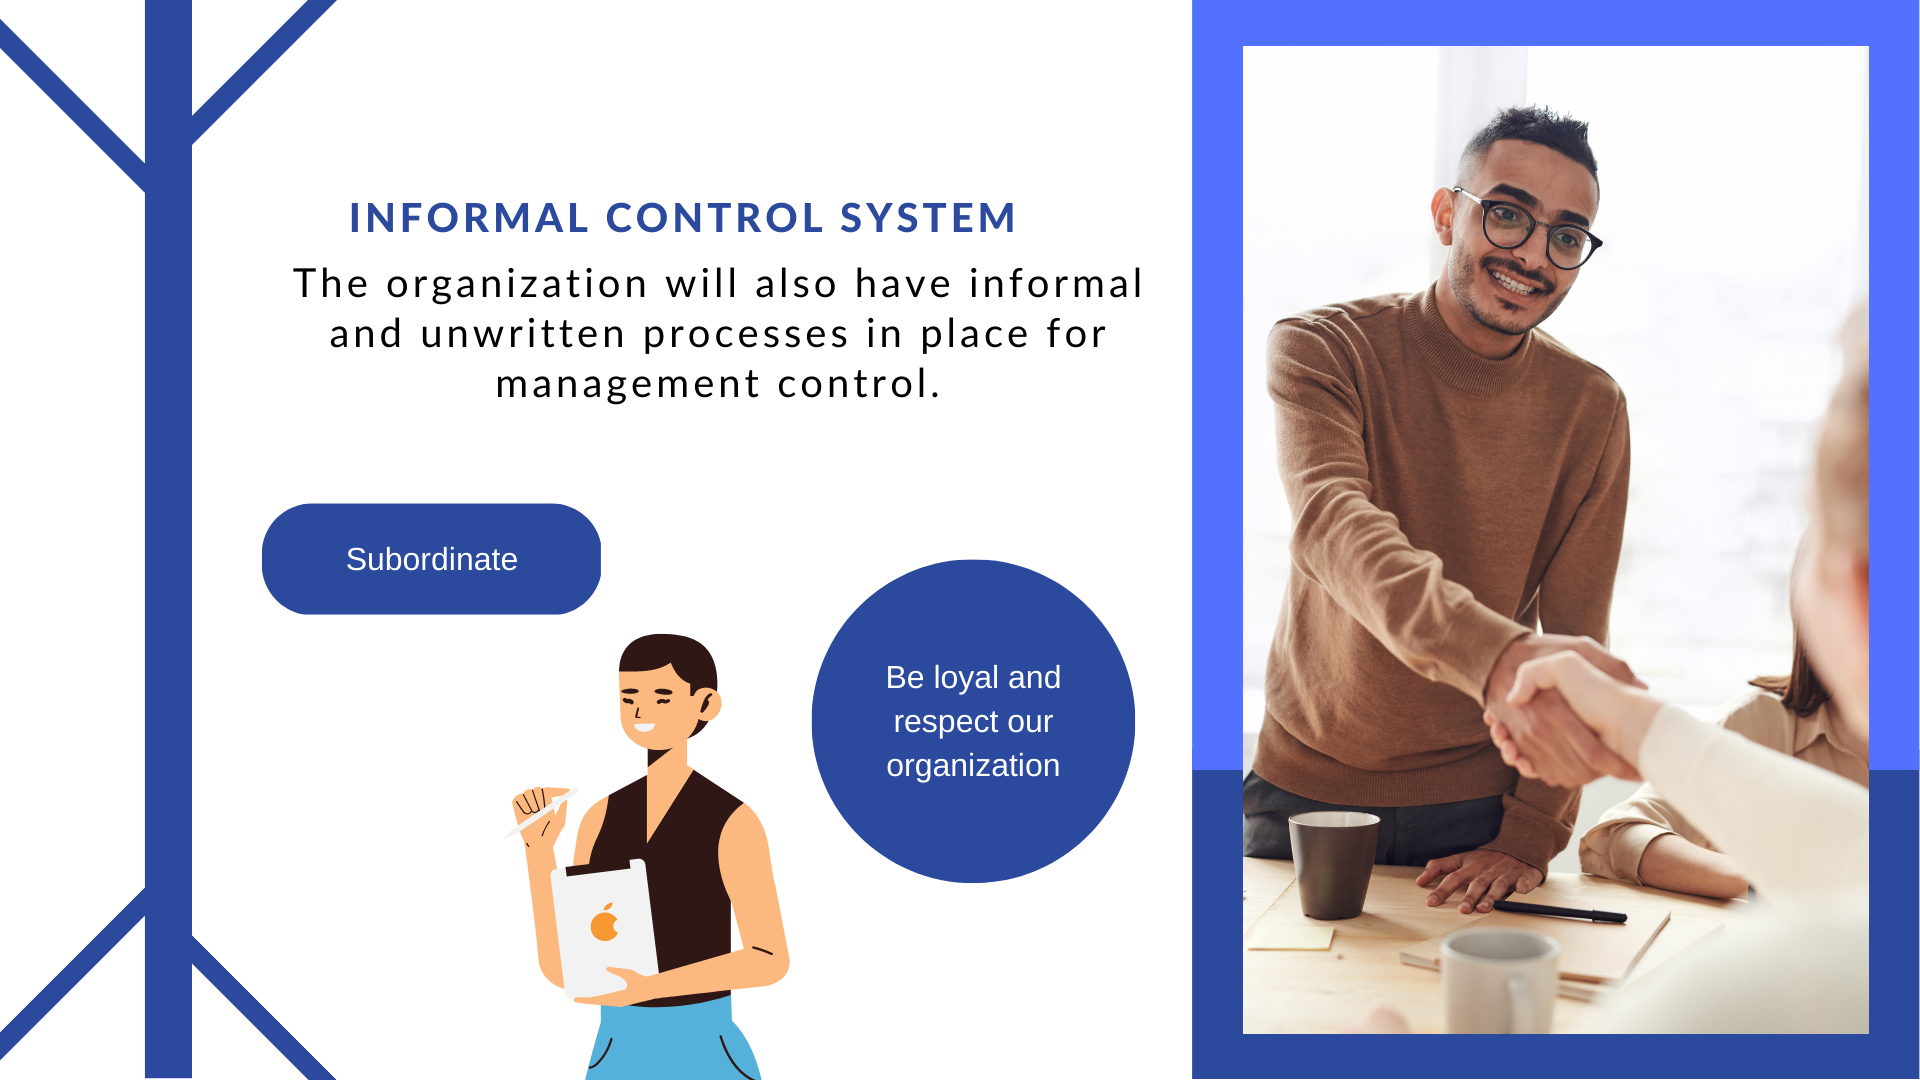 INFORMAL CONTROL SYSTEM
The organization will also have informal
and unwritten processes in place for
management control.
Subordinate
Be loyal and
respect our
organization